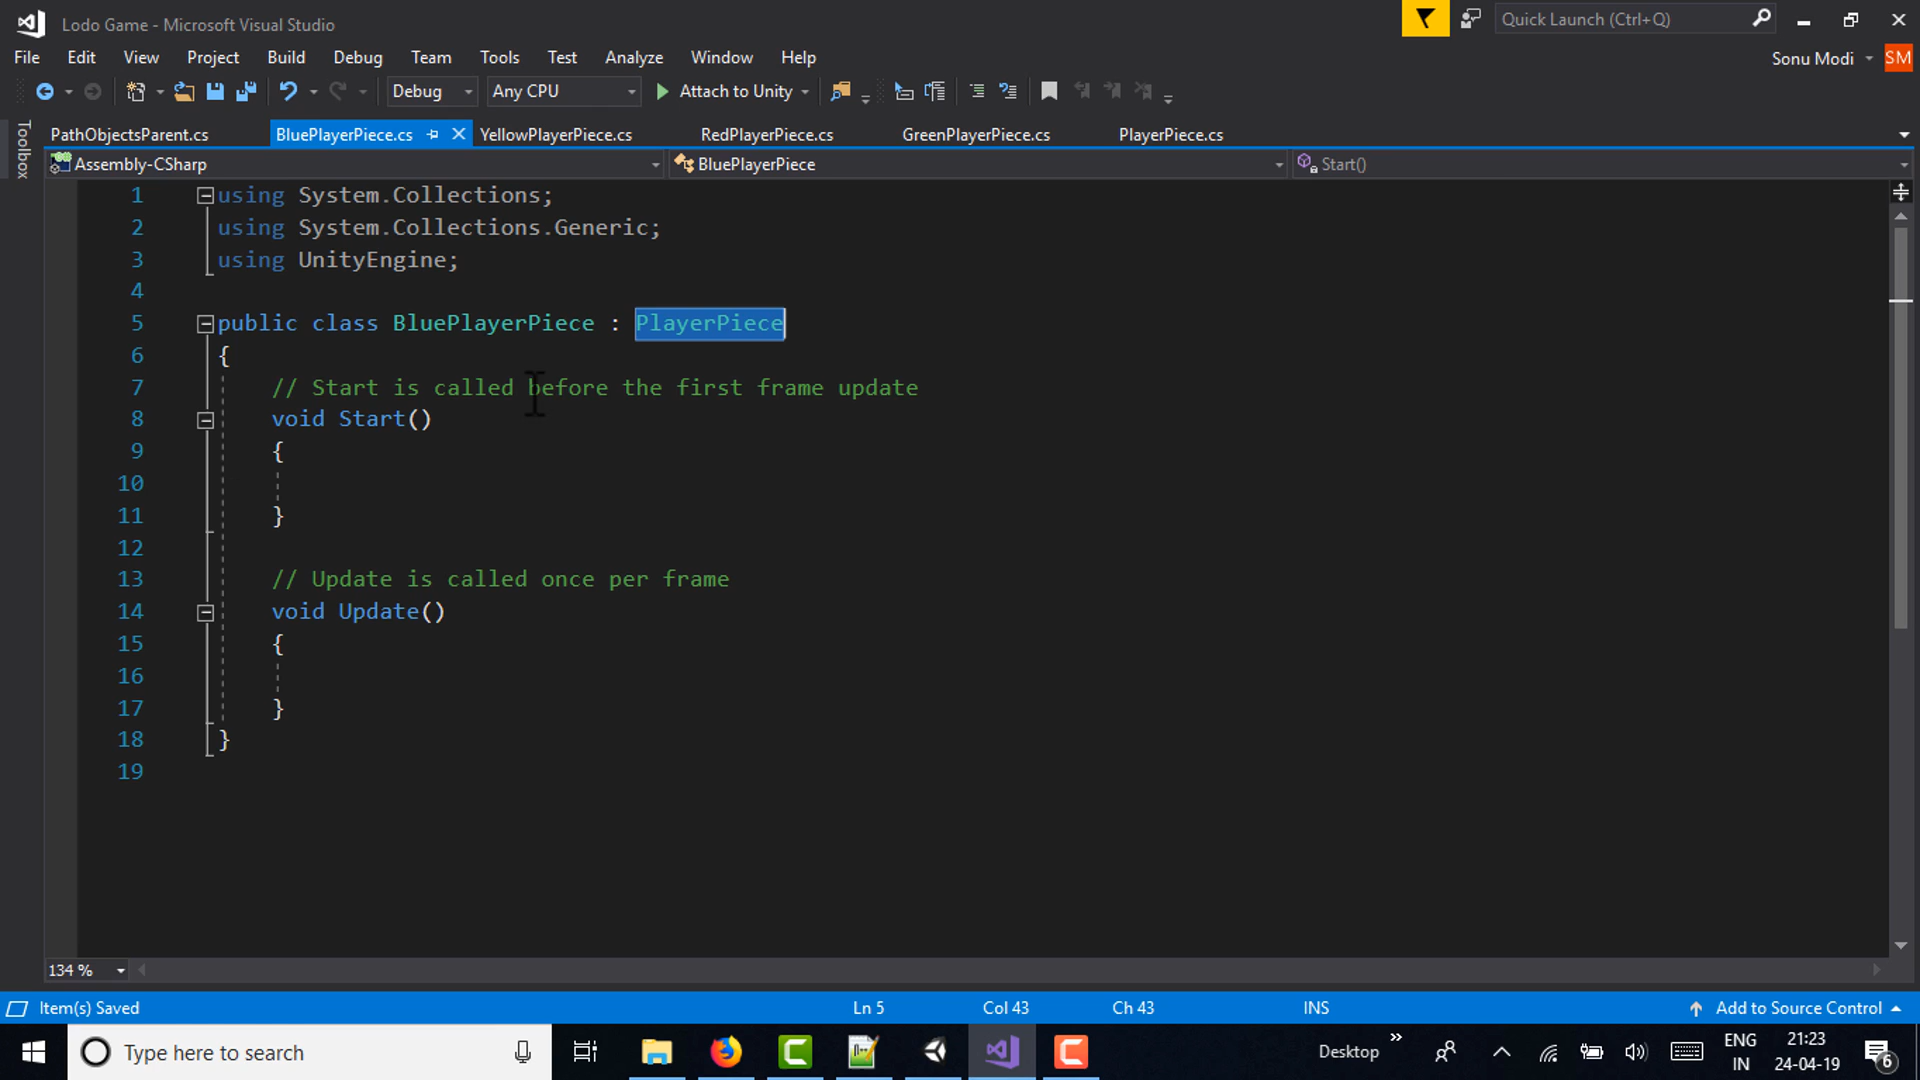 Lodo Game - Microsoft Visual Studio
Quick Launch (Ctrl+Q)
File Edit View Project Build Debug Team Tools Test Analyze Window Help
Sonu Modi
SM
Debug
Any CPU
Attach to Unity
Toolbox
PathObjectsParent.cs
BluePlayerPiece.cs
YellowPlayerPiece.cs
RedPlayerPiece.cs
GreenPlayerPiece.cs
PlayerPiece.cs
Assembly-CSharp
BluePlayerPiece
Start()
1 using System.Collections;
2 using System.Collections.Generic;
3 using UnityEngine;
4
5 public class BluePlayerPiece : PlayerPiece
6 {
7 // Start is called before the first frame update
8 void Start()
9 {
10
11 }
12
13 // Update is called once per frame
14 void Update()
15 {
16
17 }
18 }
19
134 %
Item(s) Saved
Ln 5
Col 43
Ch 43
INS
Add to Source Control
Type here to search
Desktop
ENG
IN
21:23
24-04-19
6